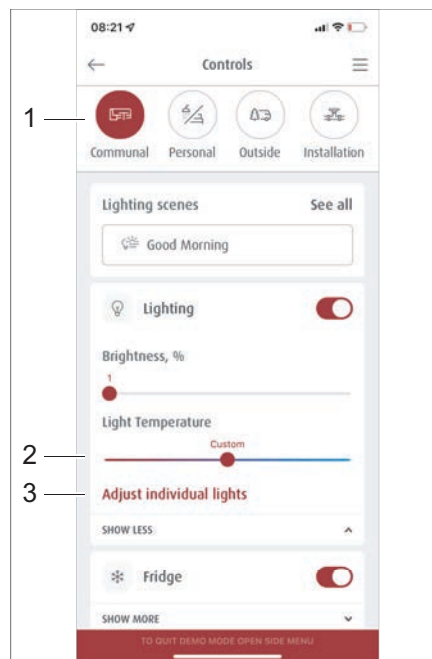 08:21
Controls
1
Communal Personal Outside Installation
Lighting scenes See all
Good Morning
Lighting
Brightness, %
1
Light Temperature
Custom
2
3
Adjust individual lights
SHOW LESS
Fridge
SHOW MORE
TO QUIT DEMO MODE OPEN SIDE MENU